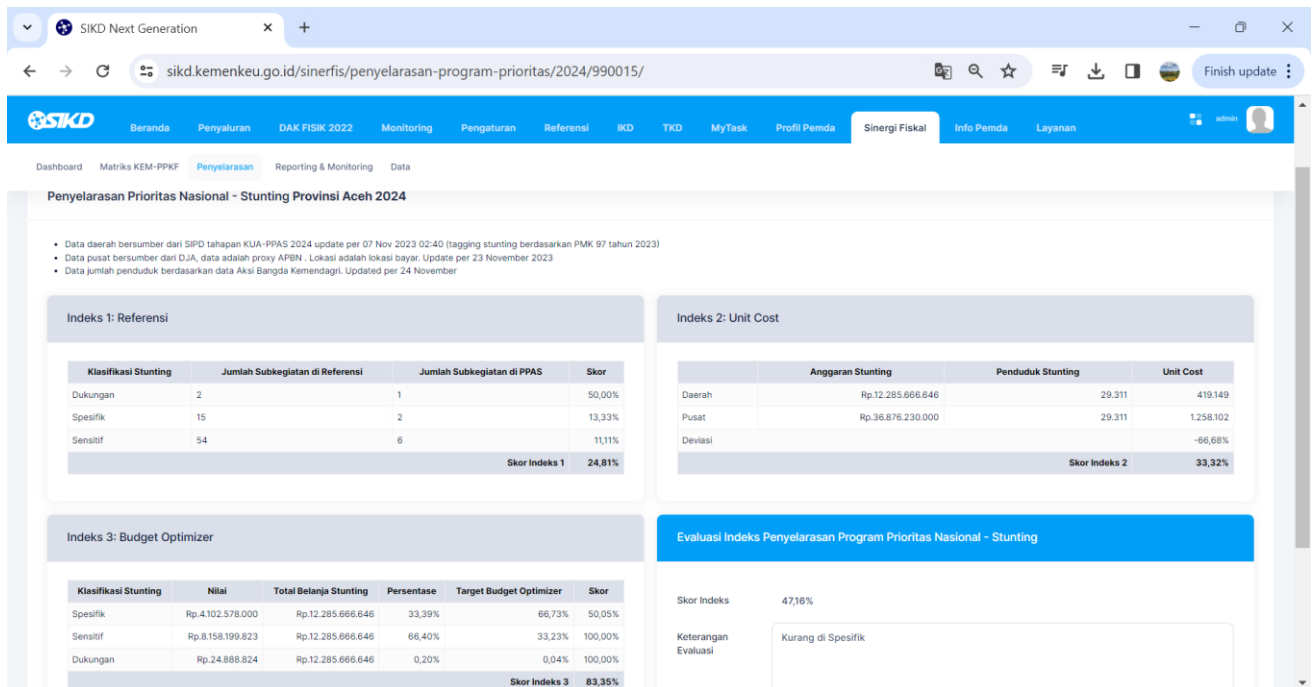 SIKD Next Generation
sikd.kemenkeu.go.id/sinerfis/penyelarasan-program-prioritas/2024/990015/
Finish update
SIKD
Beranda Penyaluran DAK FISIK 2022 Monitoring Pengaturan Referensi IKD TKD MyTask Profil Pemda Sinergi Fiskal Info Pemda Layanan admin
Dashboard Matriks KEM-PPKF Penyelarasan Reporting & Monitoring Data
Penyelarasan Prioritas Nasional - Stunting Provinsi Aceh 2024
• Data daerah bersumber dari SIPD tahapan KUA-PPAS 2024 update per 07 Nov 2023 02:40 (tagging stunting berdasarkan PMK 97 tahun 2023)
• Data pusat bersumber dari DJA, data adalah proxy APBN . Lokasi adalah lokasi bayar. Update per 23 November 2023
• Data jumlah penduduk berdasarkan data Aksi Bangda Kemendagri. Updated per 24 November
Indeks 1: Referensi
Klasifikasi Stunting Jumlah Subkegiatan di Referensi Jumlah Subkegiatan di PPAS Skor
Dukungan 2 1 50,00%
Spesifik 15 2 13,33%
Sensitif 54 6 11,11%
Skor Indeks 1 24,81%
Indeks 2: Unit Cost
Anggaran Stunting Penduduk Stunting Unit Cost
Daerah Rp.12.285.666.646 29.311 419.149
Pusat Rp.36.876.230.000 29.311 1.258.102
Deviasi -66,68%
Skor Indeks 2 33,32%
Indeks 3: Budget Optimizer
Klasifikasi Stunting Nilai Total Belanja Stunting Persentase Target Budget Optimizer Skor
Spesifik Rp.4.102.578.000 Rp.12.285.666.646 33,39% 66,73% 50,05%
Sensitif Rp.8.158.199.823 Rp.12.285.666.646 66,40% 33,23% 100,00%
Dukungan Rp.24.888.824 Rp.12.285.666.646 0,20% 0,04% 100,00%
Skor Indeks 3 83,35%
Evaluasi Indeks Penyelarasan Program Prioritas Nasional - Stunting
Skor Indeks 47,16%
Keterangan Evaluasi Kurang di Spesifik